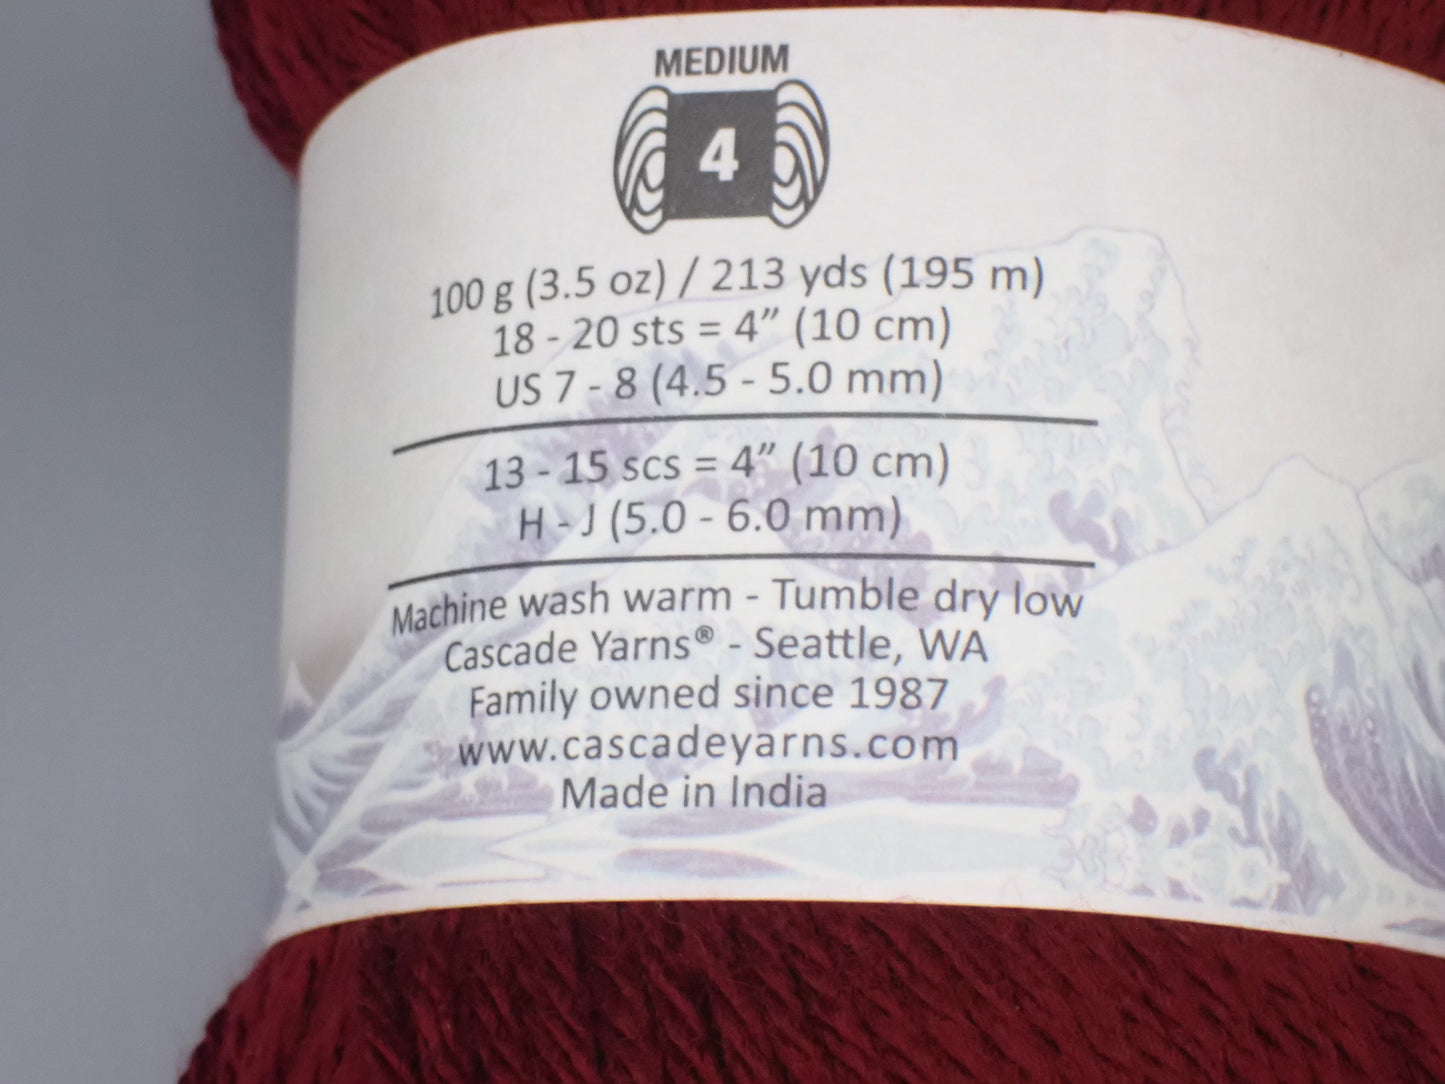 MEDIUM
4
100 g (3.5 oz) / 213 yds (195 m)
18 - 20 sts = 4” (10 cm)
US 7 - 8 (4.5 - 5.0 mm)
13 - 15 scs = 4” (10 cm)
H - J (5.0 - 6.0 mm)
Machine wash warm - Tumble dry low
Cascade Yarns® - Seattle, WA
Family owned since 1987
www.cascadeyarns.com
Made in India